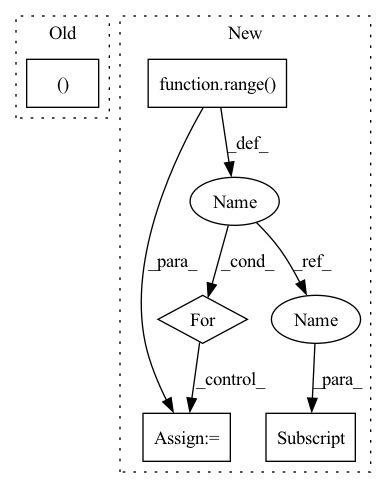 Old
New
()
function.range()
_def_
Name
_para_
_cond_
_ref_
For
Name
_control_
_para_
Assign:=
Subscript